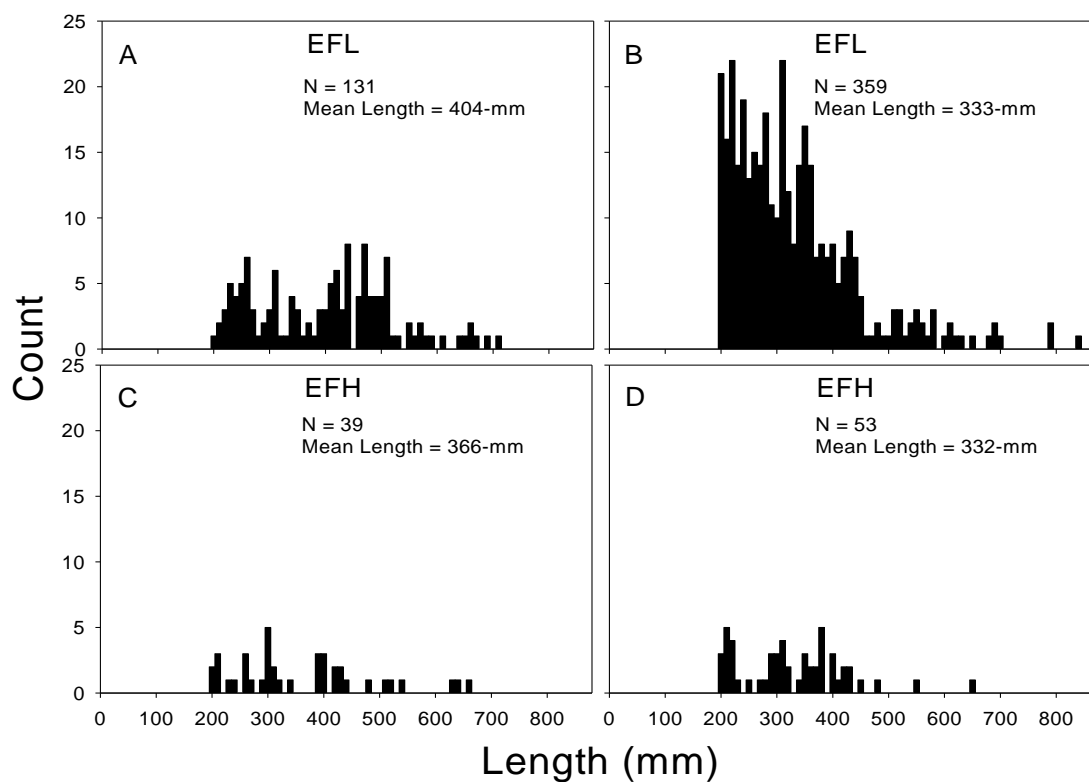 25
20
15
10
5
0
A
EFL
N = 131
Mean Length = 404-mm
B
EFL
N = 359
Mean Length = 333-mm
Count
25
20
15
10
5
0
C
EFH
N = 39
Mean Length = 366-mm
D
EFH
N = 53
Mean Length = 332-mm
0 100 200 300 400 500 600 700 800
0 100 200 300 400 500 600 700 800
Length (mm)